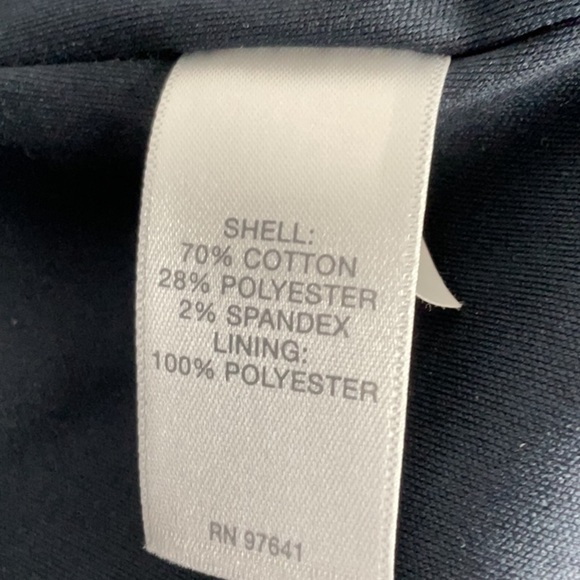 SHELL:
70% COTTON
28% POLYESTER
2% SPANDEX
LINING:
100% POLYESTER
RN 97641